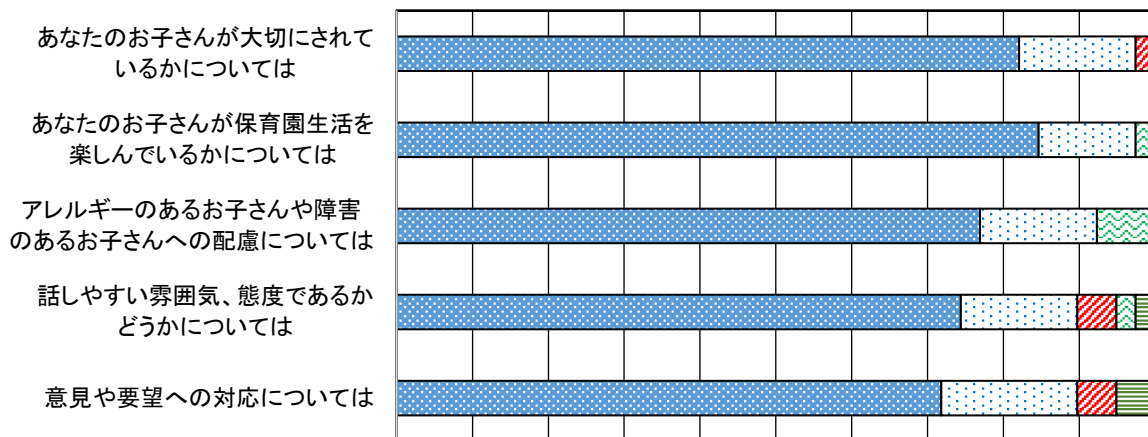 あなたのお子さんが大切にされて
いるかについては
あなたのお子さんが保育園生活を
楽しんでいるかについては
アレルギーのあるお子さんや障害
のあるお子さんへの配慮については
話しやすい雰囲気、態度であるか
どうかについては
意見や要望への対応については